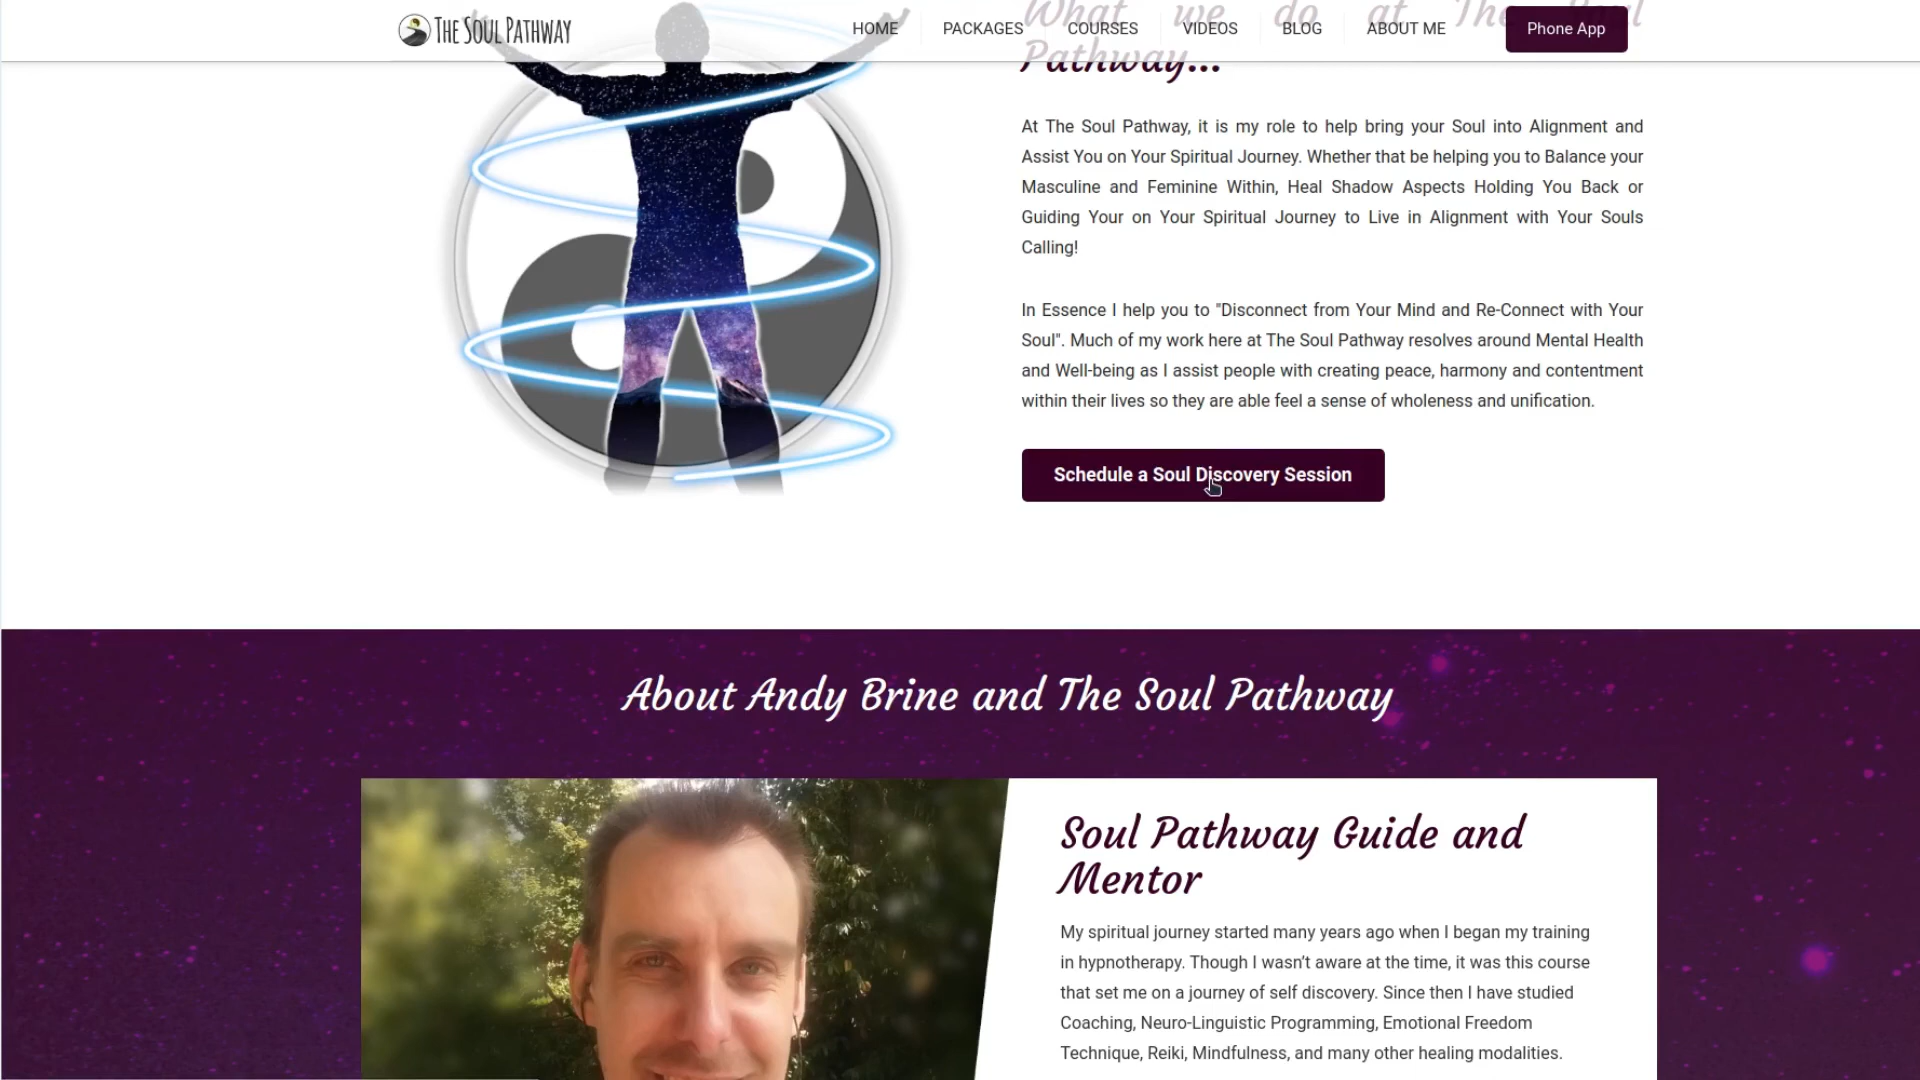 The Soul Pathway
HOME
PACKAGES
COURSES
VIDEOS
BLOG
ABOUT ME
Phone App
What we do at The Soul
Pathway...
At The Soul Pathway, it is my role to help bring your Soul into Alignment and
Assist You on Your Spiritual Journey. Whether that be helping you to Balance your
Masculine and Feminine Within, Heal Shadow Aspects Holding You Back or
Guiding Your on Your Spiritual Journey to Live in Alignment with Your Souls
Calling!
In Essence I help you to "Disconnect from Your Mind and Re-Connect with Your
Soul". Much of my work here at The Soul Pathway resolves around Mental Health
and Well-being as I assist people with creating peace, harmony and contentment
within their lives so they are able feel a sense of wholeness and unification.
Schedule a Soul Discovery Session
About Andy Brine and The Soul Pathway
Soul Pathway Guide and
Mentor
My spiritual journey started many years ago when I began my training
in hypnotherapy. Though I wasn’t aware at the time, it was this course
that set me on a journey of self discovery. Since then I have studied
Coaching, Neuro-Linguistic Programming, Emotional Freedom
Technique, Reiki, Mindfulness, and many other healing modalities.